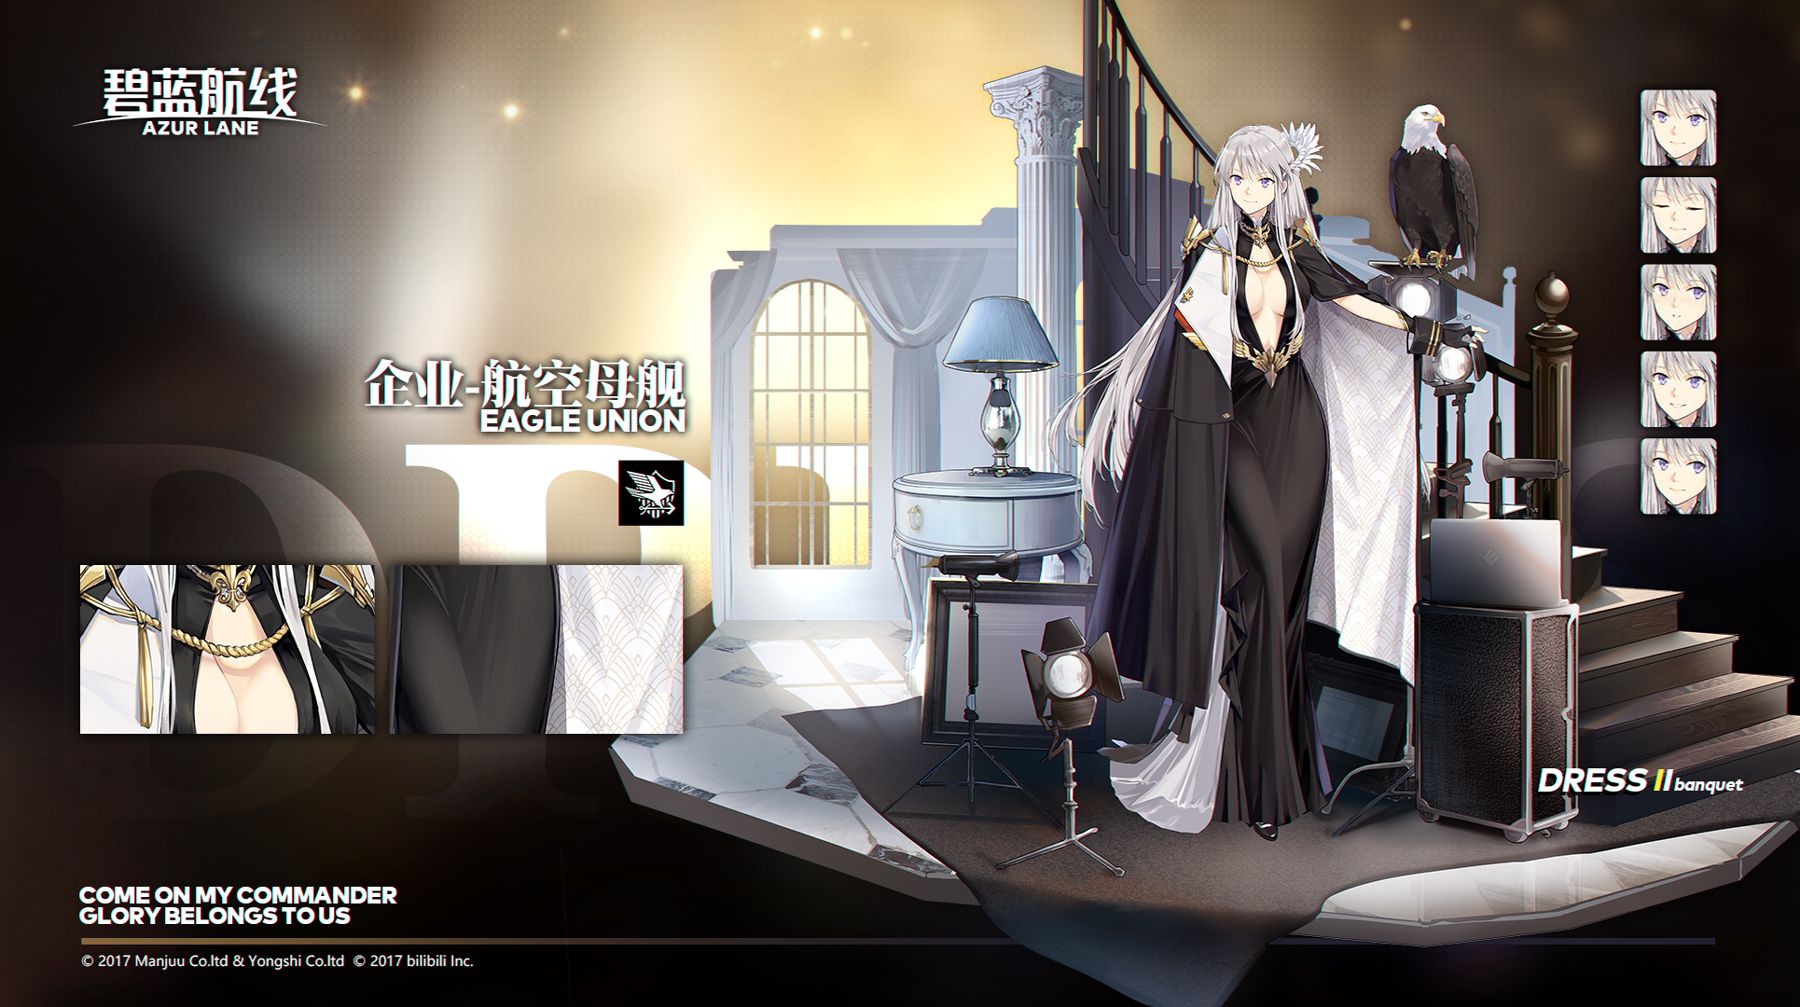 碧蓝航线
AZUR LANE
企业-航空母舰
EAGLE UNION
DRESS II banquet
COME ON MY COMMANDER
GLORY BELONGS TO US
© 2017 Manjuu Co.ltd & Yongshi Co.ltd © 2017 bilibili Inc.